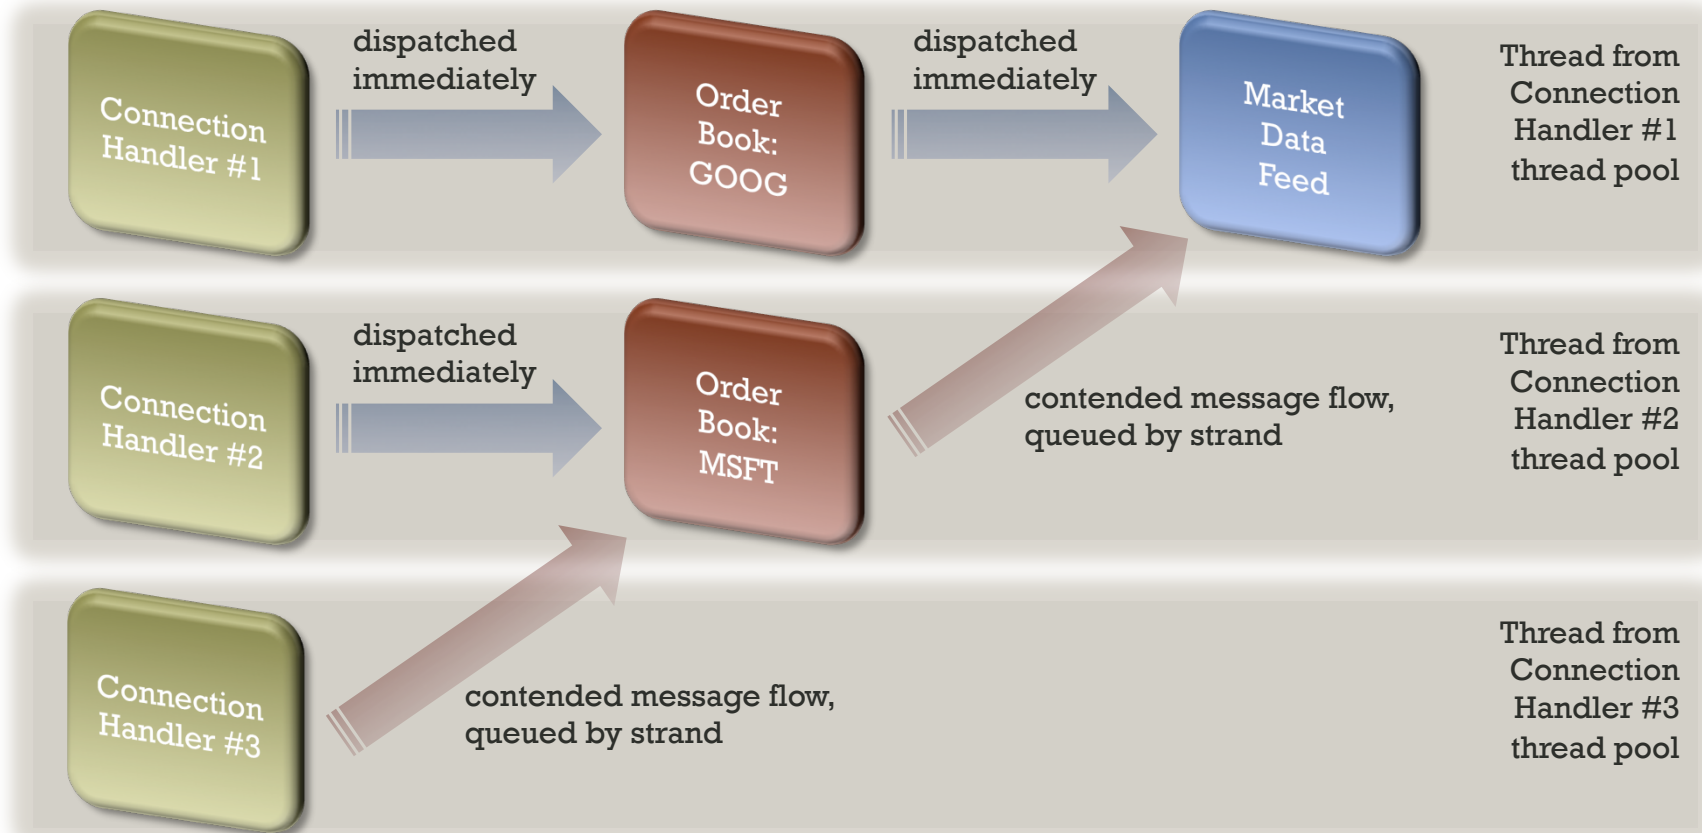 Connection
Handler #1
dispatched
immediately
Order
Book:
GOOG
dispatched
immediately
Market
Data
Feed
Thread from
Connection
Handler #1
thread pool
Connection
Handler #2
dispatched
immediately
Order
Book:
MSFT
contended message flow,
queued by strand
Thread from
Connection
Handler #2
thread pool
Connection
Handler #3
contended message flow,
queued by strand
Thread from
Connection
Handler #3
thread pool